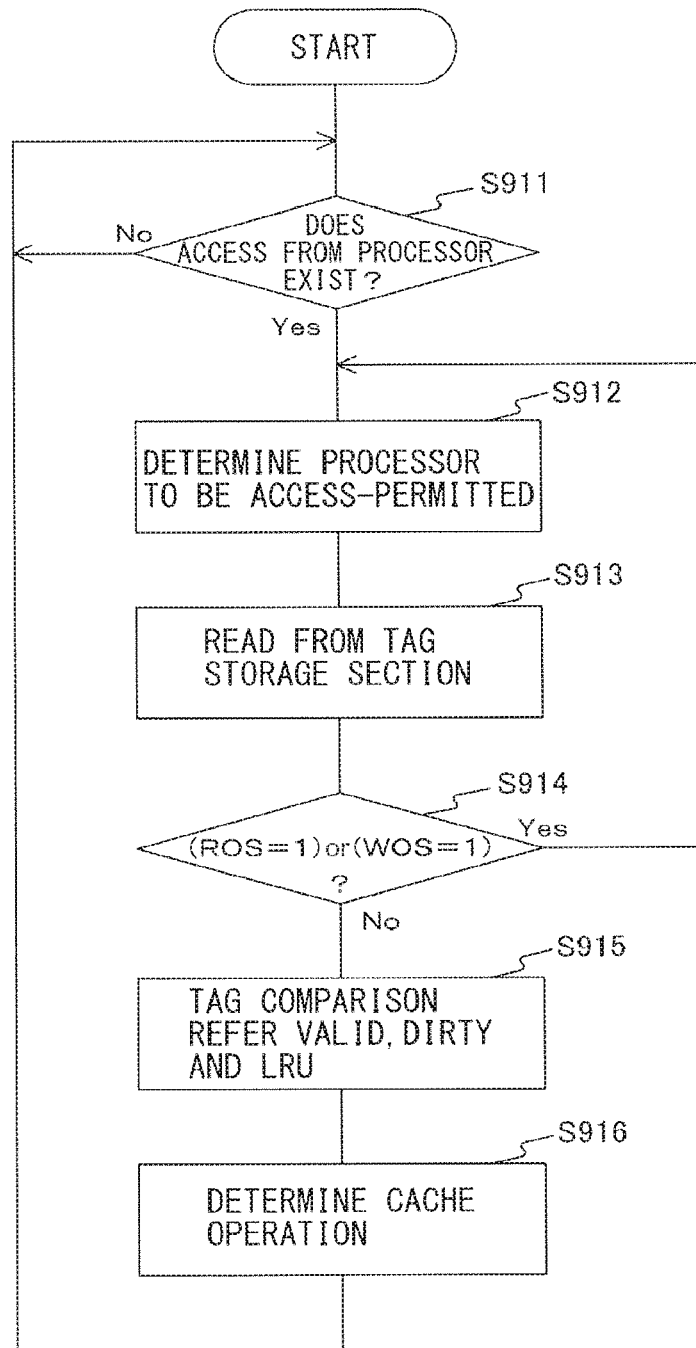 START
S911
DOES
ACCESS FROM PROCESSOR
EXIST?
No
Yes
S912
DETERMINE PROCESSOR
TO BE ACCESS-PERMITTED
S913
READ FROM TAG
STORAGE SECTION
S914
(ROS=1)or(WOS=1)
?
Yes
No
S915
TAG COMPARISON
REFER VALID, DIRTY
AND LRU
S916
DETERMINE CACHE
OPERATION